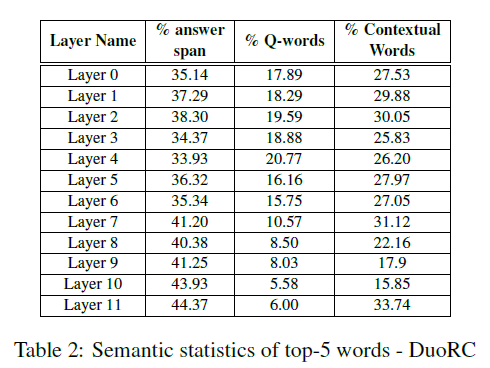 Layer Name % answer span % Q-words % Contextual Words
Layer 0 35.14 17.89 27.53
Layer 1 37.29 18.29 29.88
Layer 2 38.30 19.59 30.05
Layer 3 34.37 18.88 25.83
Layer 4 33.93 20.77 26.20
Layer 5 36.32 16.16 27.97
Layer 6 35.34 15.75 27.05
Layer 7 41.20 10.57 31.12
Layer 8 40.38 8.50 22.16
Layer 9 41.25 8.03 17.9
Layer 10 43.93 5.58 15.85
Layer 11 44.37 6.00 33.74
Table 2: Semantic statistics of top-5 words - DuoRC